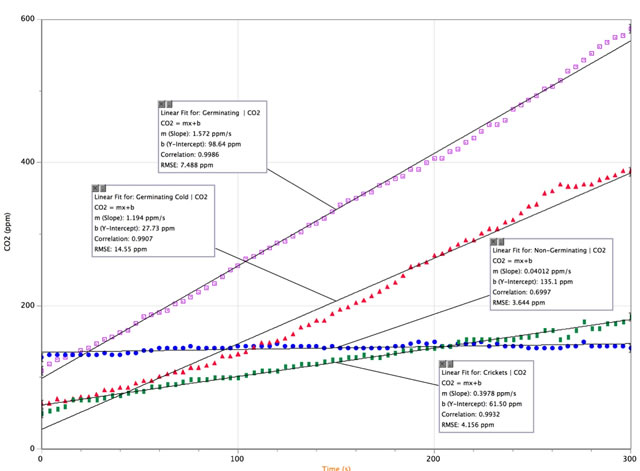 600
Linear Fit for: Germinating | CO2
CO2 = mx+b
m (Slope): 1.572 ppm/s
b (Y-Intercept): 98.64 ppm
Correlation: 0.9986
RMSE: 7.488 ppm
400
Linear Fit for: Germinating Cold | CO2
CO2 = mx+b
m (Slope): 1.194 ppm/s
b (Y-Intercept): 27.73 ppm
Correlation: 0.9907
RMSE: 14.55 ppm
CO2 (ppm)
Linear Fit for: Non-Germinating | CO2
CO2 = mx+b
m (Slope): 0.04012 ppm/s
b (Y-Intercept): 135.1 ppm
Correlation: 0.6997
RMSE: 3.644 ppm
200
Linear Fit for: Crickets | CO2
CO2 = mx+b
m (Slope): 0.3978 ppm/s
b (Y-Intercept): 61.50 ppm
Correlation: 0.9932
RMSE: 4.156 ppm
0
0 100 200 300
Time (s)